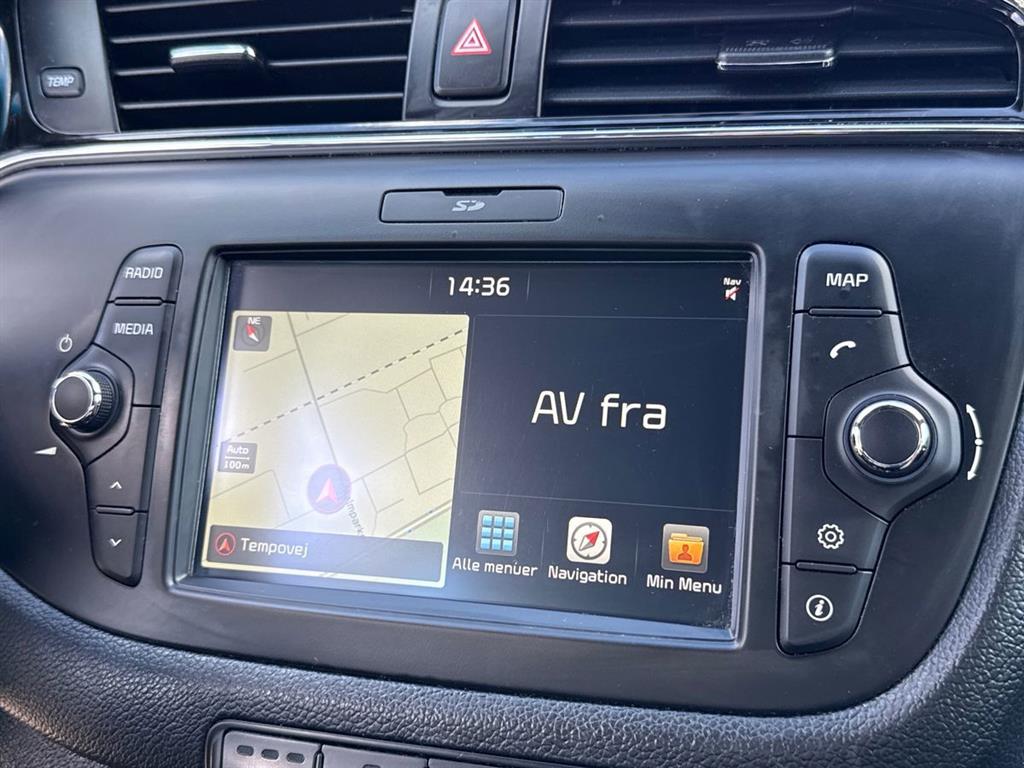 TEMP
SD
RADIO
MEDIA
MAP
14:36
Nav
NE
AV fra
Auto
100m
Tempovej
Alle menuer
Navigation
Min Menu
i